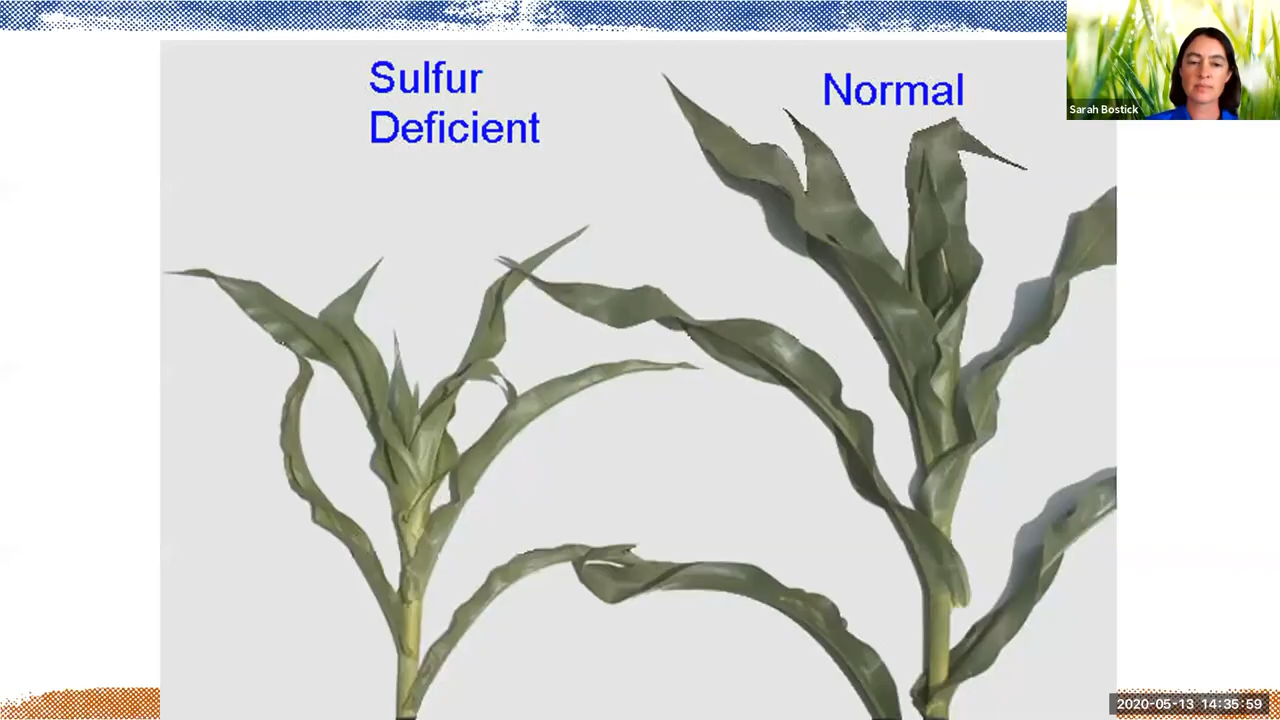 Sulfur
Deficient
Normal
Sarah Bostick
2020-05-13 14:35:59